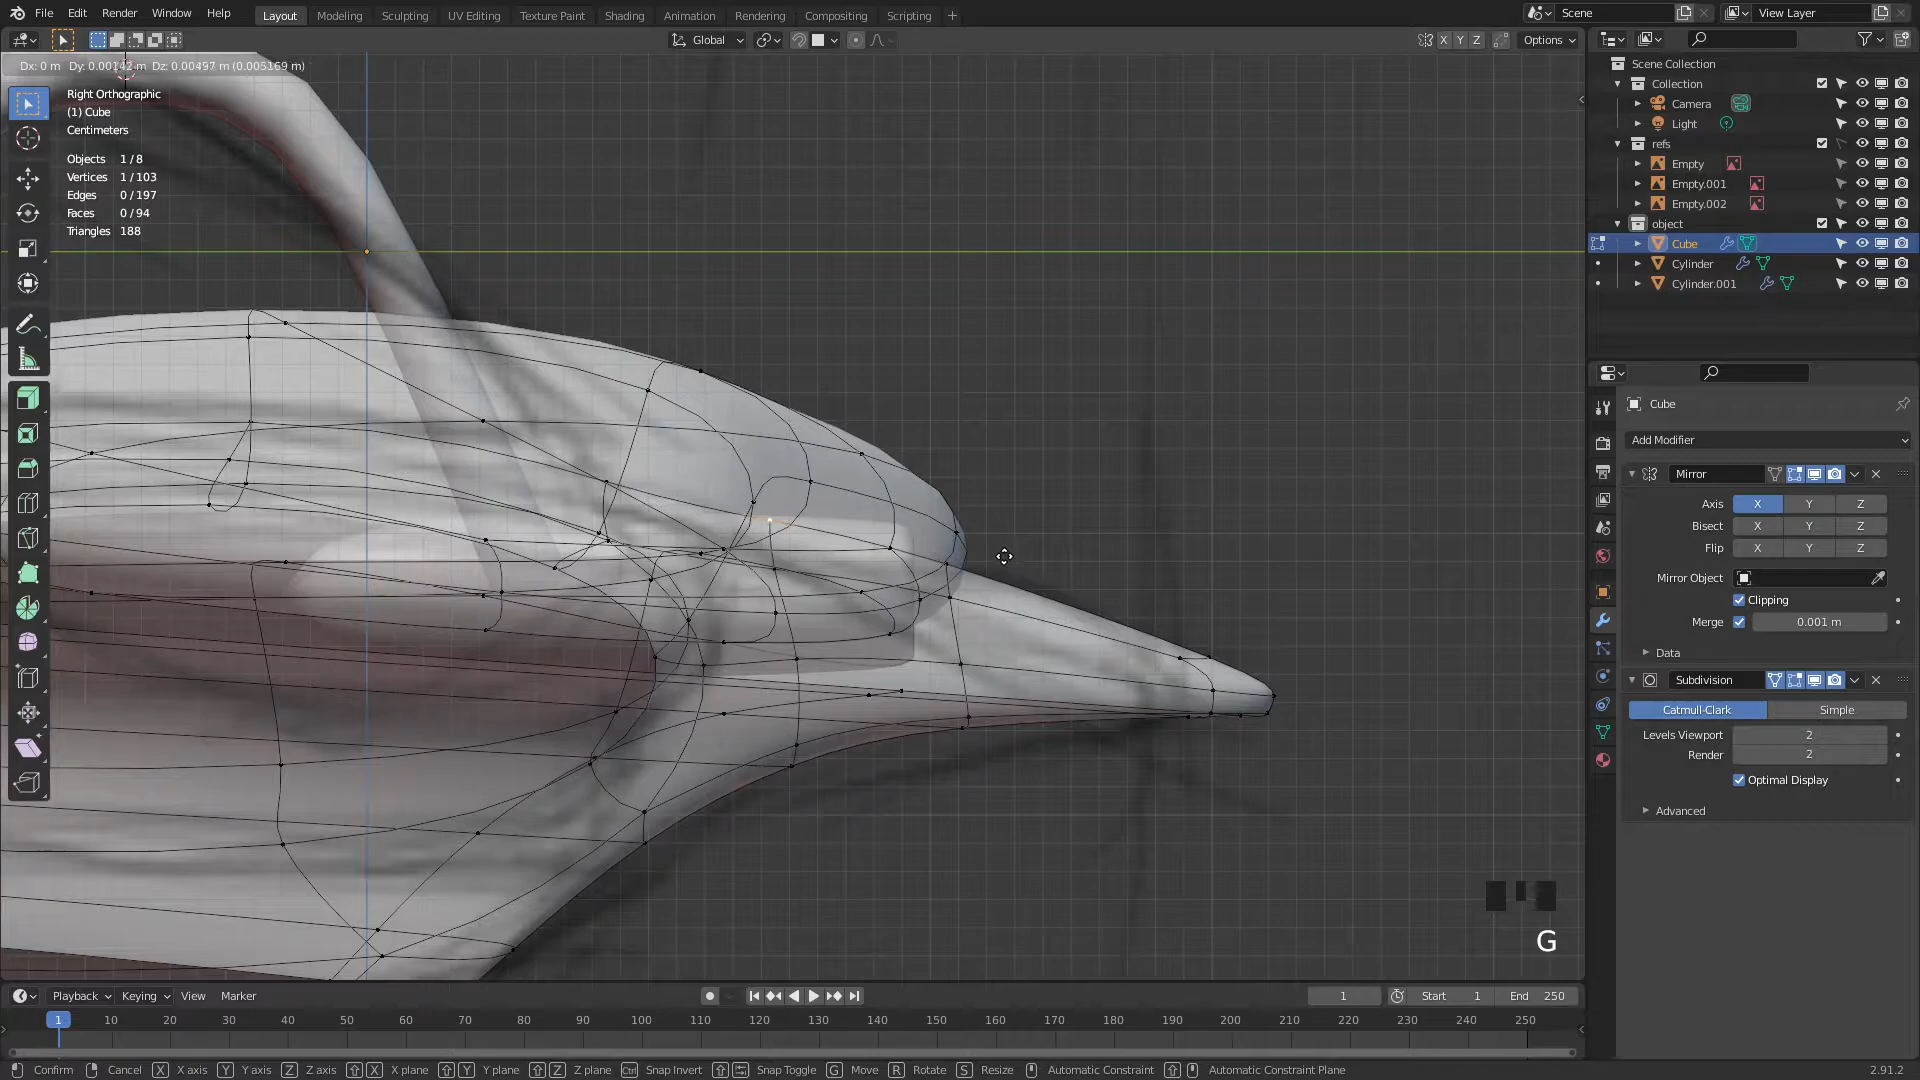 File Edit Render Window Help Layout Modeling Sculpting UV Editing Texture Paint Shading Animation Rendering Compositing Scripting + Scene View Layer
Global X Y Z Options
Dx: 0 m Dy: 0.00142 m Dz: 0.00497 m (0.005169 m)
Right Orthographic
(1) Cube
Centimeters
Objects 1 / 8
Vertices 1 / 103
Edges 0 / 197
Faces 0 / 94
Triangles 188
Scene Collection
Collection
Camera
Light
refs
Empty
Empty.001
Empty.002
object
Cube
Cylinder
Cylinder.001
Cube
Add Modifier
Mirror
Axis X Y Z
Bisect X Y Z
Flip X Y Z
Mirror Object
Clipping
Merge 0.001 m
Data
Subdivision
Catmull-Clark Simple
Levels Viewport 2
Render 2
Optimal Display
Advanced
G
Playback Keying View Marker 1 Start 1 End 250
1 10 20 30 40 50 60 70 80 90 100 110 120 130 140 150 160 170 180 190 200 210 220 230 240 250
Confirm Cancel X X axis Y Y axis Z Z axis X X plane Y Y plane Z Z plane Ctrl Snap Invert Snap Toggle G Move R Rotate S Resize Automatic Constraint Automatic Constraint Plane 2.91.2